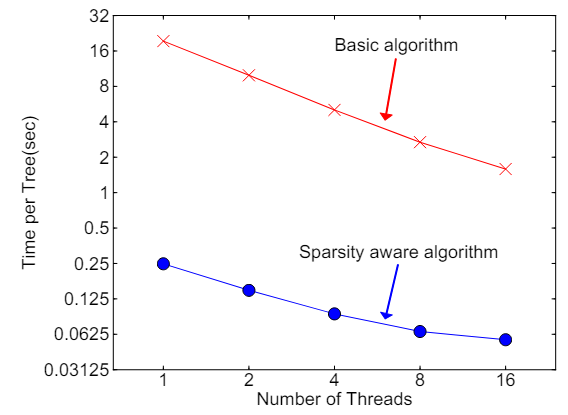 32
16
8
4
2
1
0.5
0.25
0.125
0.0625
0.03125
Time per Tree(sec)
Basic algorithm
Sparsity aware algorithm
1 2 4 8 16
Number of Threads